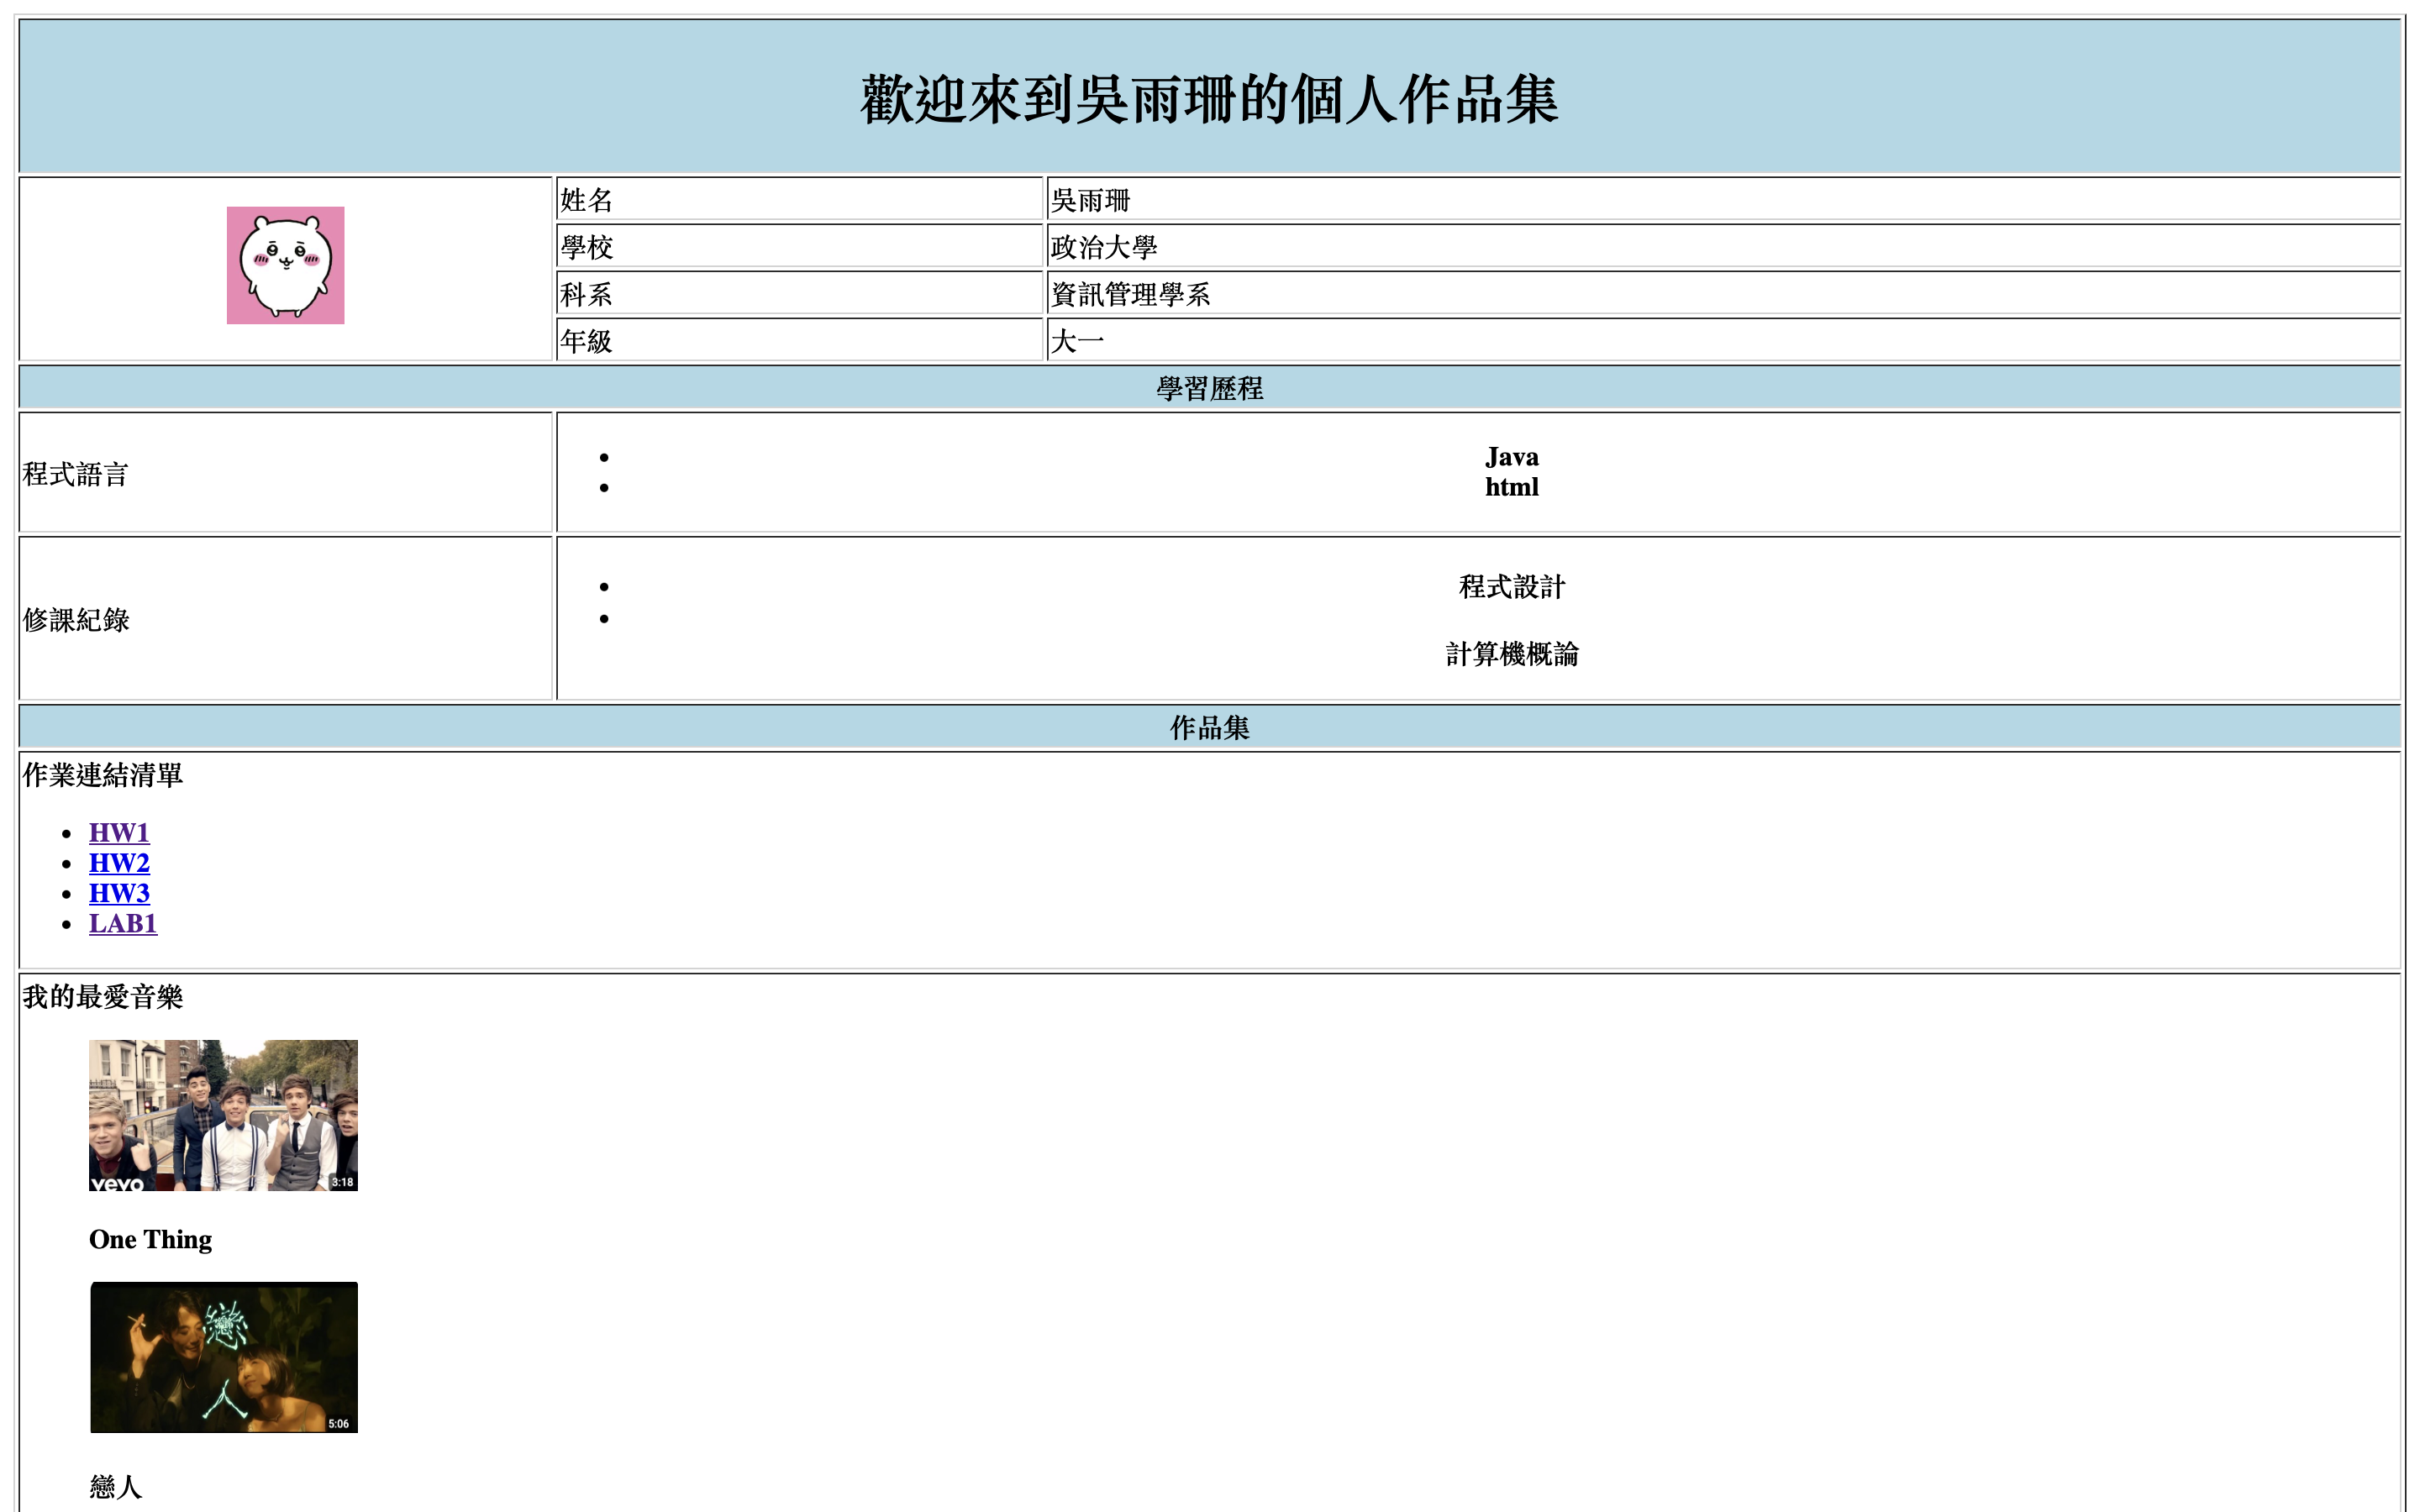 歡迎來到吳雨珊的個人作品集
姓名 吳雨珊
學校 政治大學
科系 資訊管理學系
年級 大一
學習歷程
程式語言
Java
html
修課紀錄
程式設計
計算機概論
作品集
作業連結清單
HW1
HW2
HW3
LAB1
我的最愛音樂
vevo
3:18
One Thing
戀
人
5:06
戀人